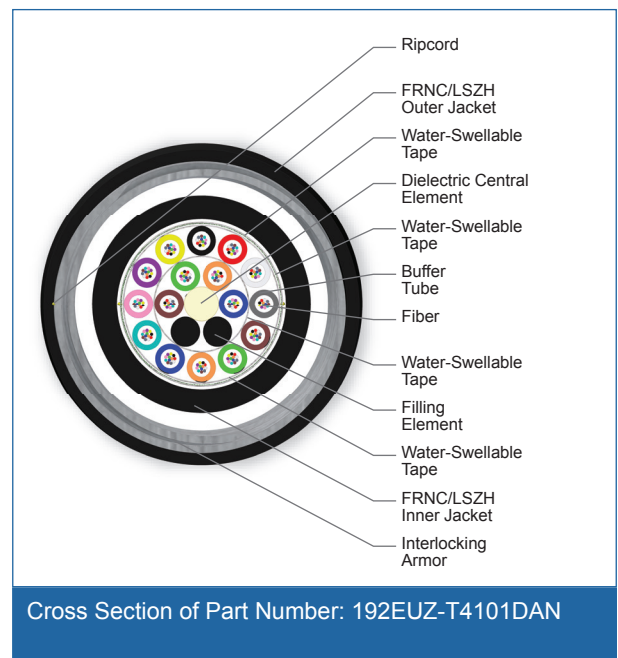 Ripcord
FRNC/LSZH
Outer Jacket
Water-Swellable
Tape
Dielectric Central
Element
Water-Swellable
Tape
Buffer
Tube
Fiber
Water-Swellable
Tape
Filling
Element
Water-Swellable
Tape
FRNC/LSZH
Inner Jacket
Interlocking
Armor
Cross Section of Part Number: 192EUZ-T4101DAN